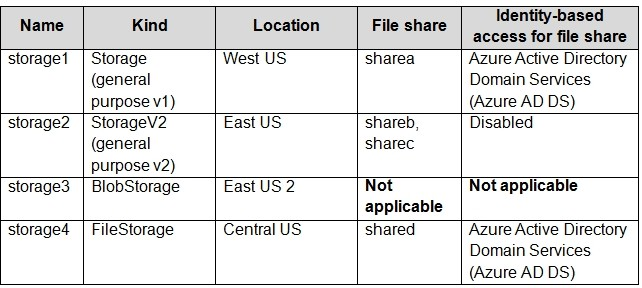 Name Kind Location File share Identity-based access for file share
storage1 Storage (general purpose v1) West US sharea Azure Active Directory Domain Services (Azure AD DS)
storage2 StorageV2 (general purpose v2) East US shareb, sharec Disabled
storage3 BlobStorage East US 2 Not applicable Not applicable
storage4 FileStorage Central US shared Azure Active Directory Domain Services (Azure AD DS)